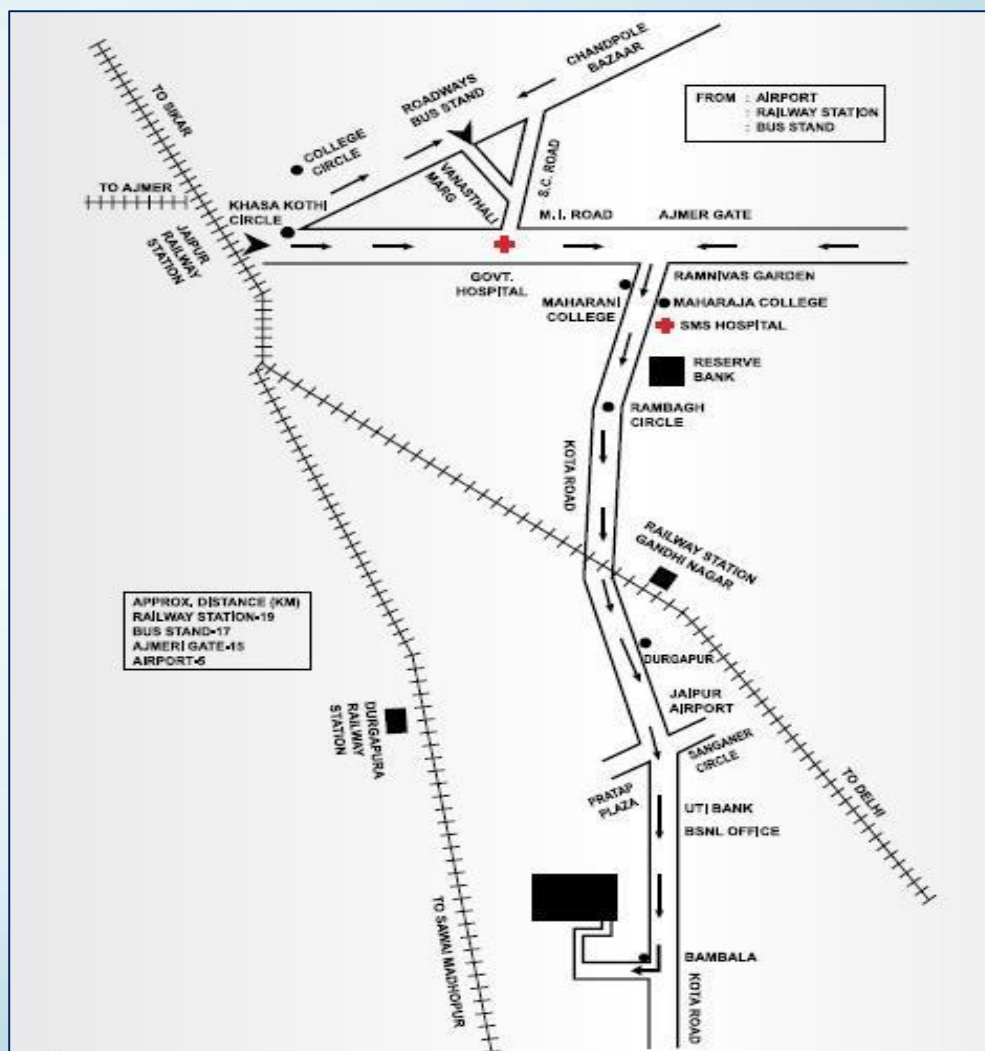 CHANDPOLE
BAZAAR
ROADWAYS
BUS STAND
TO SIKAR
FROM : AIRPORT
: RAILWAY STATION
: BUS STAND
COLLEGE
CIRCLE
S.C. ROAD
VANASTHALI
MARG
TO AJMER
KHASA KOTHI
CIRCLE
M.I. ROAD
AJMER GATE
JAIPUR
RAILWAY
STATION
GOVT.
HOSPITAL
RAMNIVAS GARDEN
MAHARANI
COLLEGE
MAHARAJA COLLEGE
SMS HOSPITAL
RESERVE
BANK
RAMBAGH
CIRCLE
KOTA ROAD
RAILWAY STATION
GANDHI NAGAR
APPROX. DISTANCE (KM)
RAILWAY STATION-19
BUS STAND-17
AJMERI GATE-15
AIRPORT-5
DURGAPUR
JAIPUR
AIRPORT
DURGAPURA
RAILWAY
STATION
SANGANER
CIRCLE
PRATAP
PLAZA
TO DELHI
UTI BANK
BSNL OFFICE
TO SAWAI MADHOPUR
BAMBALA
KOTA ROAD